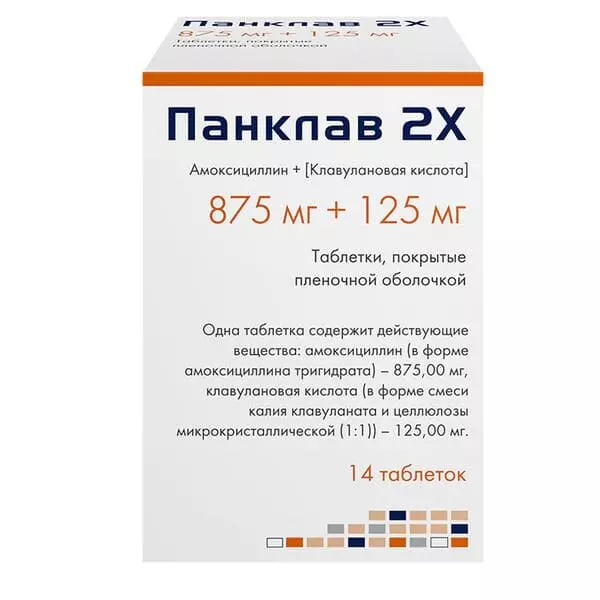 Панклав 2X
875 мг + 125 мг
таблетки, покрытые
пленочной оболочкой
Панклав 2X
Амоксициллин + [Клавулановая кислота]
875 мг + 125 мг
Таблетки, покрытые
пленочной оболочкой
Одна таблетка содержит действующие
вещества: амоксициллин (в форме
амоксициллина тригидрата) – 875,00 мг,
клавулановая кислота (в форме смеси
калия клавуланата и целлюлозы
микрокристаллической (1:1)) – 125,00 мг.
14 таблеток